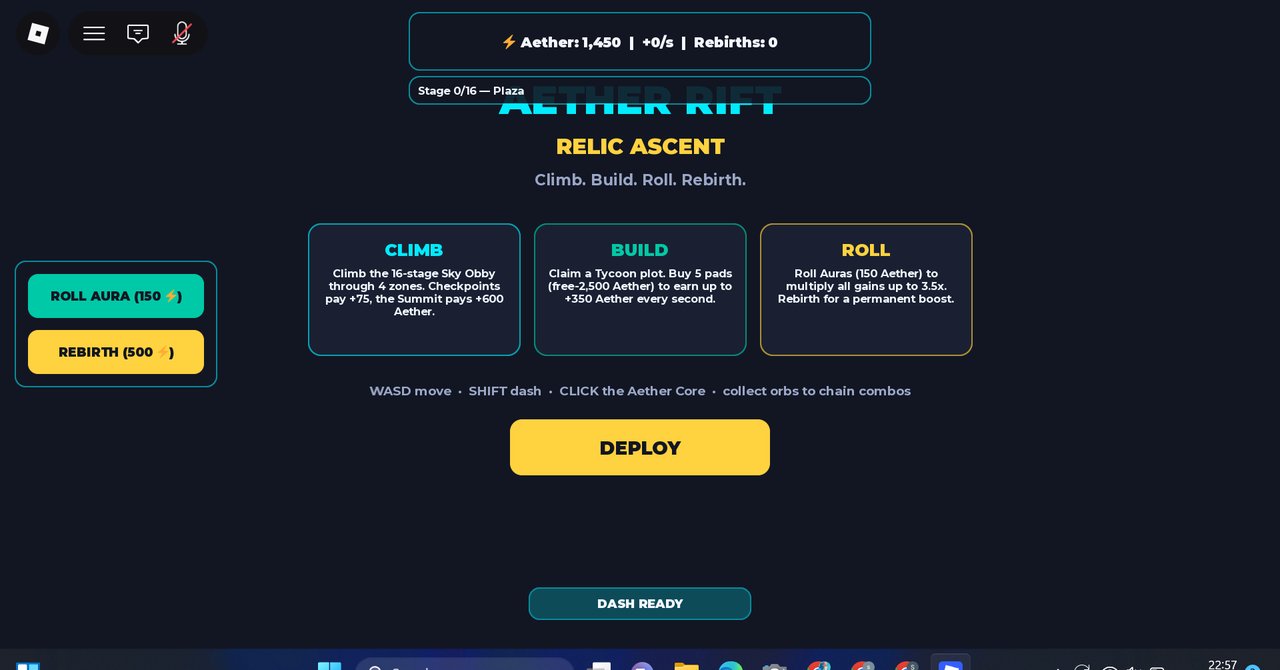 ⚡ Aether: 1,450 | +0/s | Rebirths: 0
Stage 0/16 — Plaza
AETHER RIFT
RELIC ASCENT
Climb. Build. Roll. Rebirth.
CLIMB
Climb the 16-stage Sky Obby
through 4 zones. Checkpoints
pay +75, the Summit pays +600
Aether.
BUILD
Claim a Tycoon plot. Buy 5 pads
(free-2,500 Aether) to earn up to
+350 Aether every second.
ROLL
Roll Auras (150 Aether) to
multiply all gains up to 3.5x.
Rebirth for a permanent boost.
ROLL AURA (150 ⚡)
REBIRTH (500 ⚡)
WASD move • SHIFT dash • CLICK the Aether Core • collect orbs to chain combos
DEPLOY
DASH READY
22:57